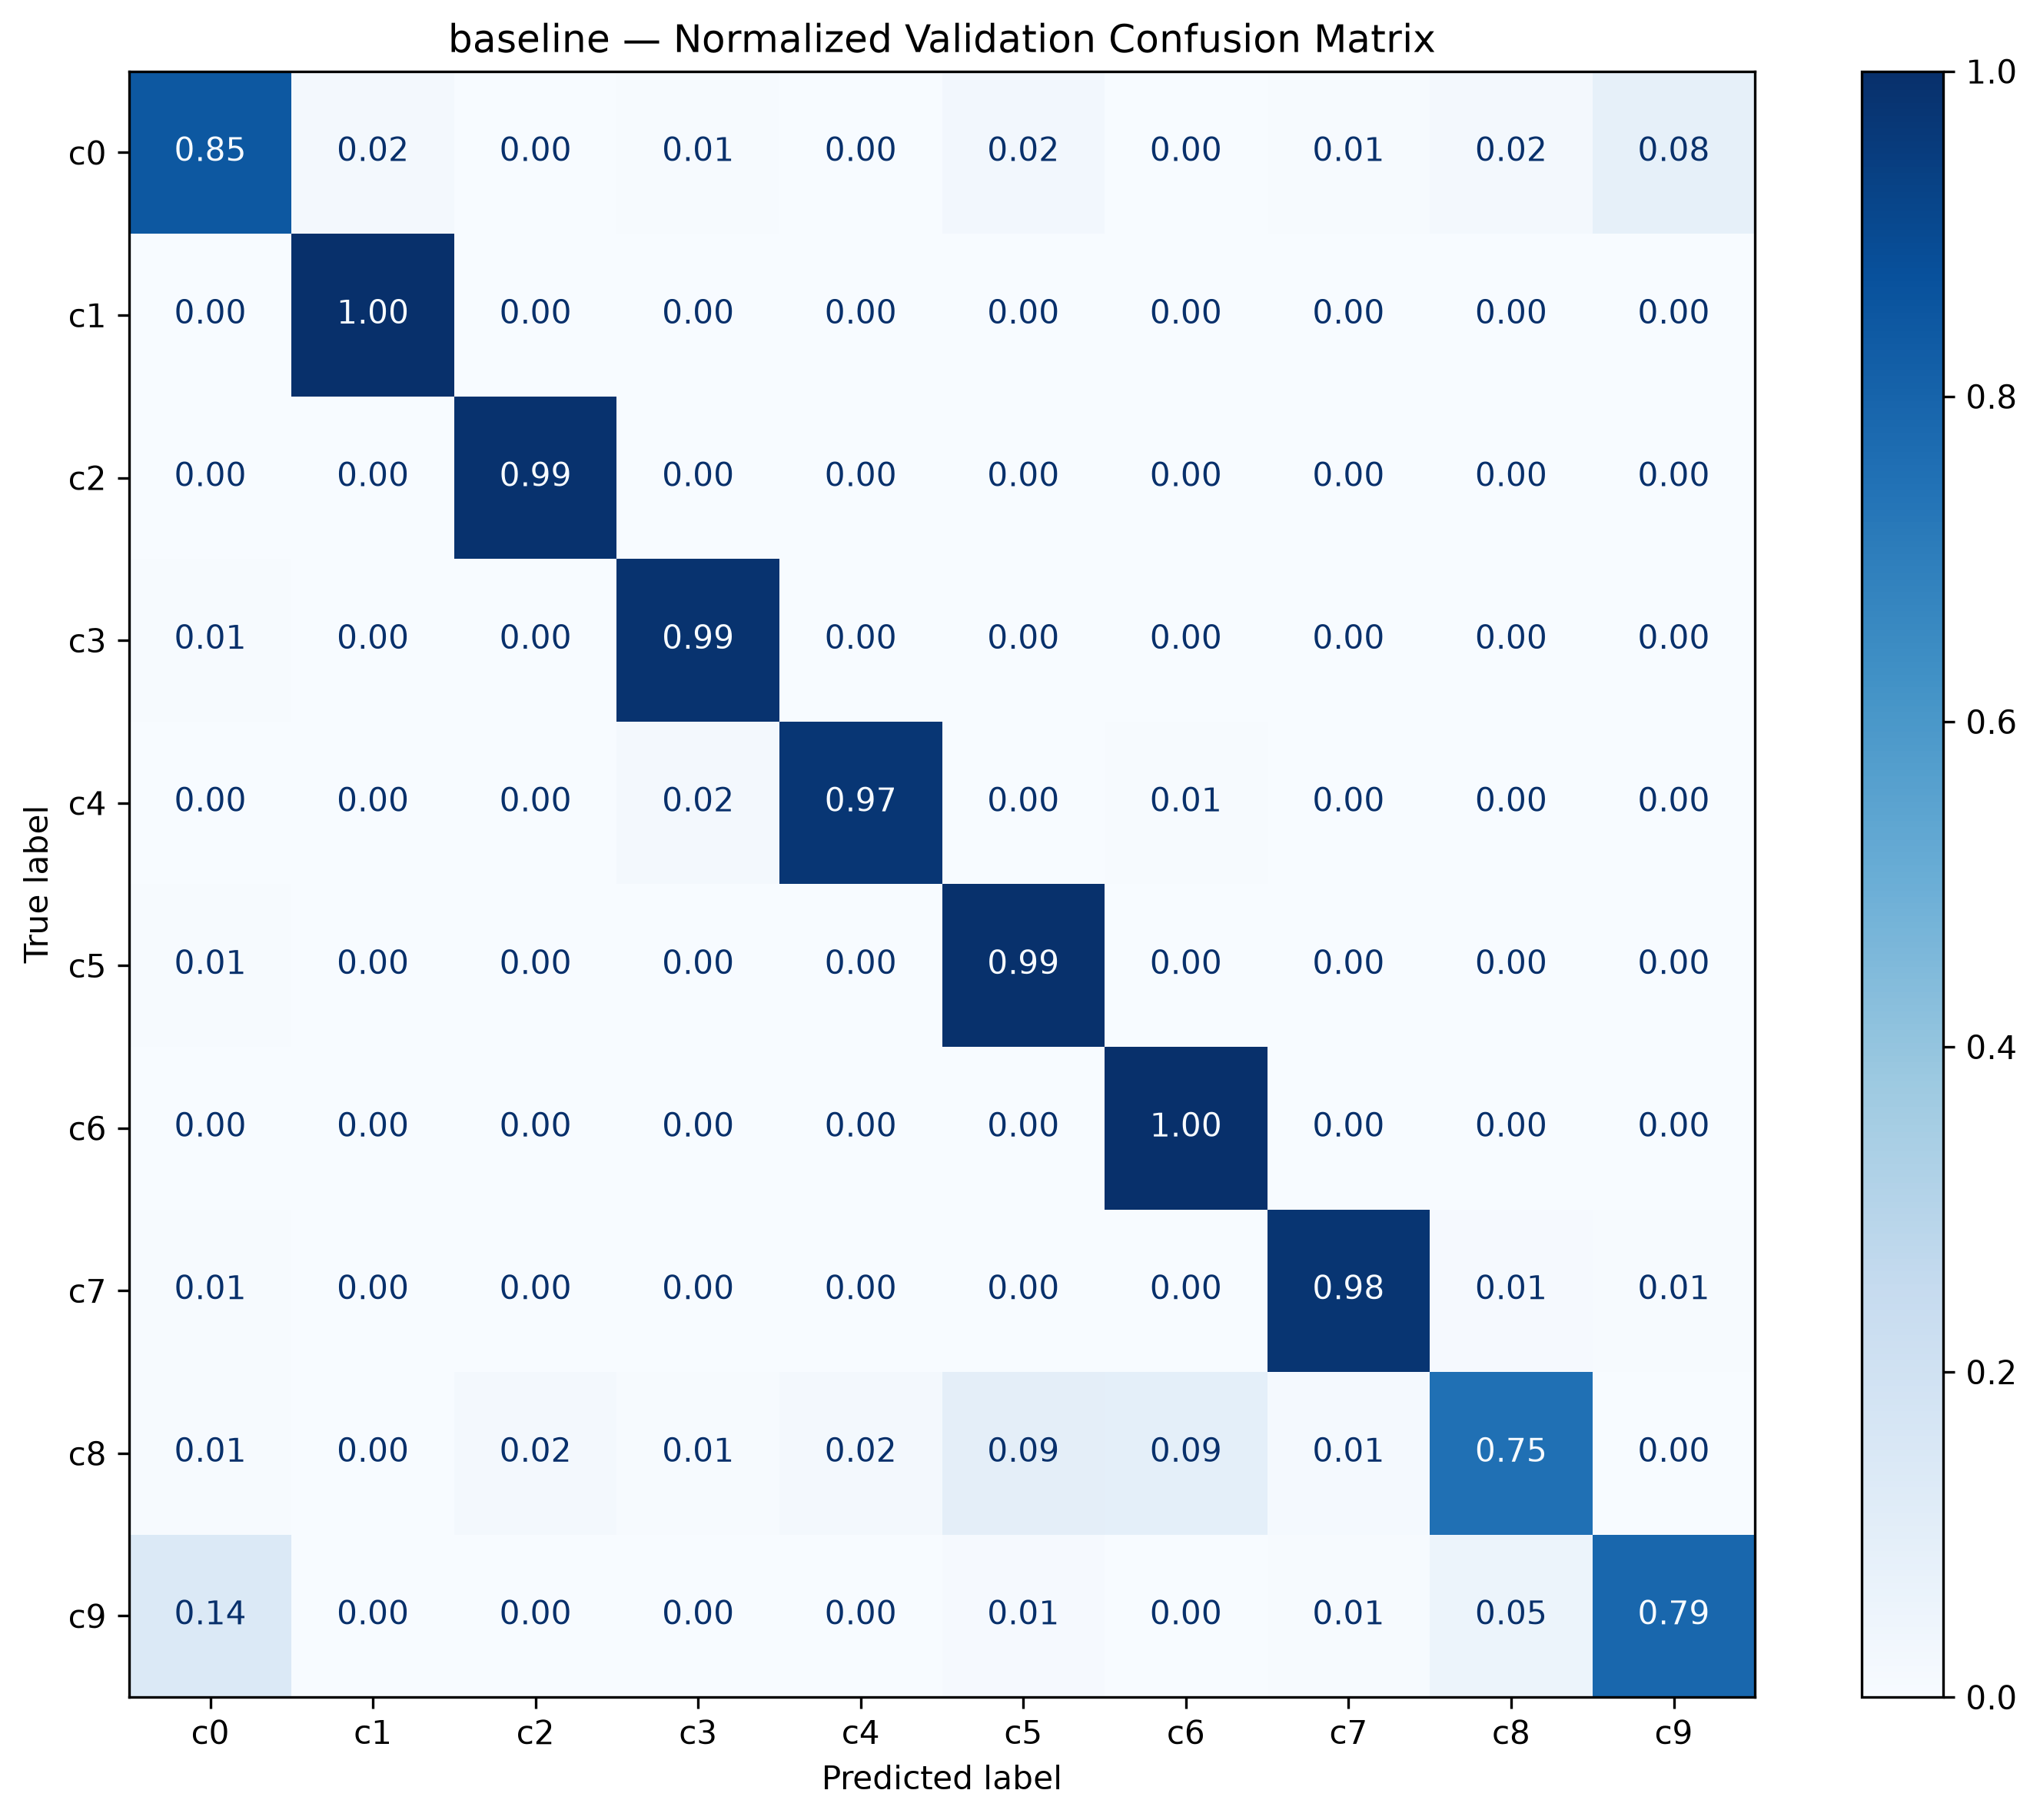 baseline — Normalized Validation Confusion Matrix
c0 0.85 0.02 0.00 0.01 0.00 0.02 0.00 0.01 0.02 0.08
c1 0.00 1.00 0.00 0.00 0.00 0.00 0.00 0.00 0.00 0.00
c2 0.00 0.00 0.99 0.00 0.00 0.00 0.00 0.00 0.00 0.00
c3 0.01 0.00 0.00 0.99 0.00 0.00 0.00 0.00 0.00 0.00
c4 0.00 0.00 0.00 0.02 0.97 0.00 0.01 0.00 0.00 0.00
c5 0.01 0.00 0.00 0.00 0.00 0.99 0.00 0.00 0.00 0.00
c6 0.00 0.00 0.00 0.00 0.00 0.00 1.00 0.00 0.00 0.00
c7 0.01 0.00 0.00 0.00 0.00 0.00 0.00 0.98 0.01 0.01
c8 0.01 0.00 0.02 0.01 0.02 0.09 0.09 0.01 0.75 0.00
c9 0.14 0.00 0.00 0.00 0.00 0.01 0.00 0.01 0.05 0.79
c0 c1 c2 c3 c4 c5 c6 c7 c8 c9
Predicted label
True label
1.0
0.8
0.6
0.4
0.2
0.0